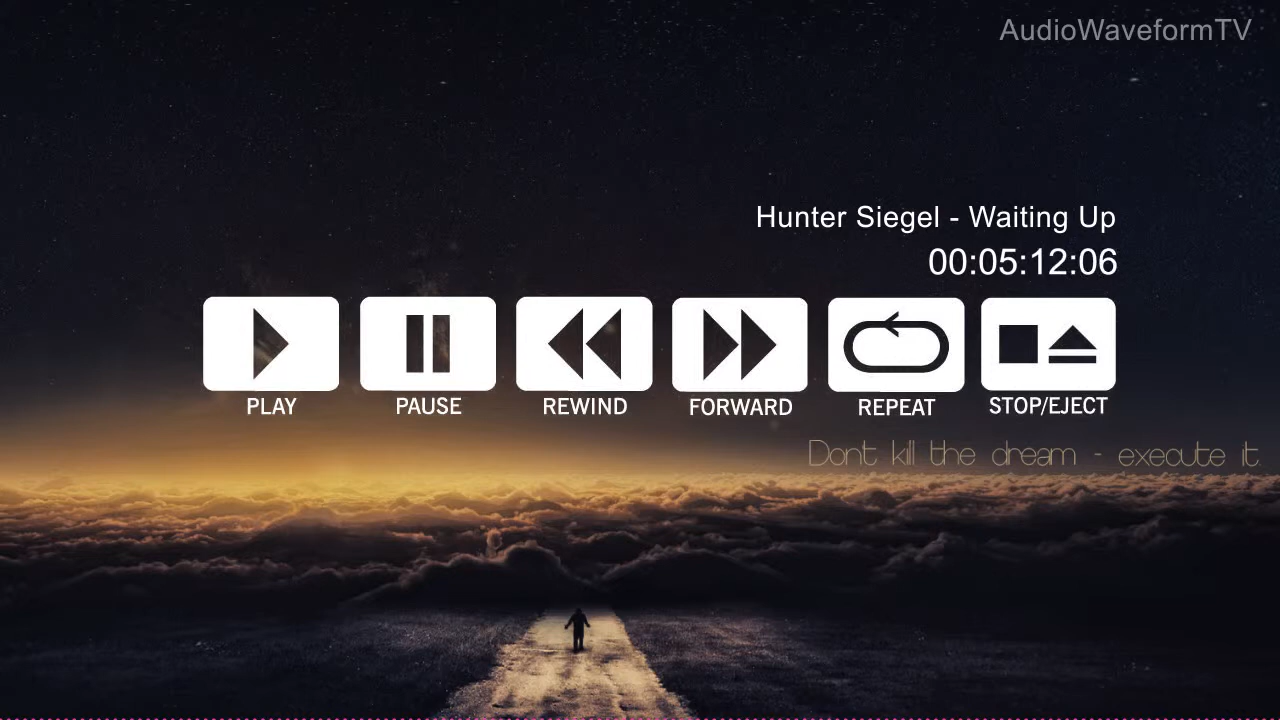 AudioWaveformTV
Hunter Siegel - Waiting Up
00:05:12:06
PLAY
PAUSE
REWIND
FORWARD
REPEAT
STOP/EJECT
Dont kill the dream - execute it.